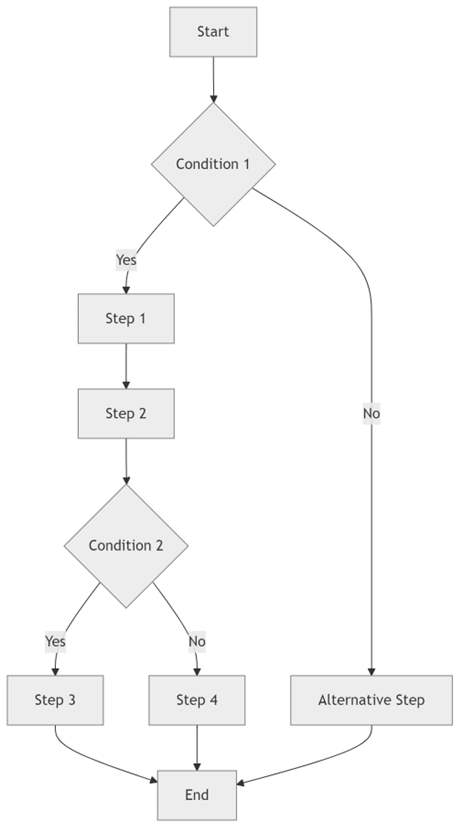 Start
Condition 1
Yes
Step 1
Step 2
No
Condition 2
Yes
No
Step 3
Step 4
Alternative Step
End